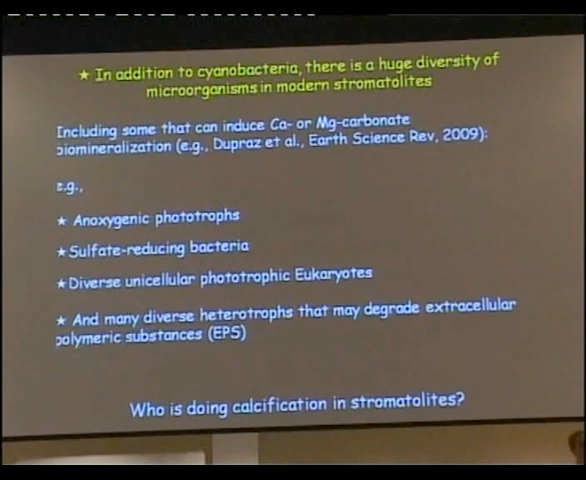 ★ In addition to cyanobacteria, there is a huge diversity of
microorganisms in modern stromatolites
Including some that can induce Ca- or Mg-carbonate
biomineralization (e.g., Dupraz et al., Earth Science Rev, 2009):
e.g.,
★ Anoxygenic phototrophs
★ Sulfate-reducing bacteria
★ Diverse unicellular phototrophic Eukaryotes
★ And many diverse heterotrophs that may degrade extracellular
polymeric substances (EPS)
Who is doing calcification in stromatolites?